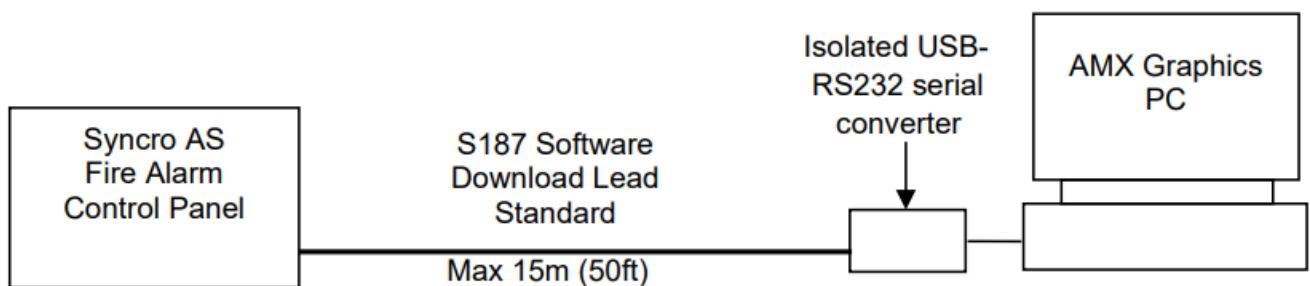 Syncro AS
Fire Alarm
Control Panel
S187 Software
Download Lead
Standard
Max 15m (50ft)
Isolated USB-
RS232 serial
converter
AMX Graphics
PC